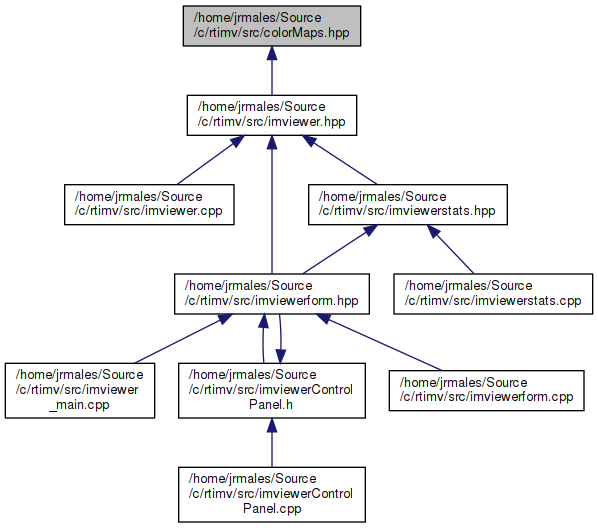 /home/jrmales/Source
/c/rtimv/src/colorMaps.hpp
/home/jrmales/Source
/c/rtimv/src/imviewer.hpp
/home/jrmales/Source
/c/rtimv/src/imviewer.cpp
/home/jrmales/Source
/c/rtimv/src/imviewerstats.hpp
/home/jrmales/Source
/c/rtimv/src/imviewerform.hpp
/home/jrmales/Source
/c/rtimv/src/imviewerstats.cpp
/home/jrmales/Source
/c/rtimv/src/imviewer
_main.cpp
/home/jrmales/Source
/c/rtimv/src/imviewerControl
Panel.h
/home/jrmales/Source
/c/rtimv/src/imviewerform.cpp
/home/jrmales/Source
/c/rtimv/src/imviewerControl
Panel.cpp